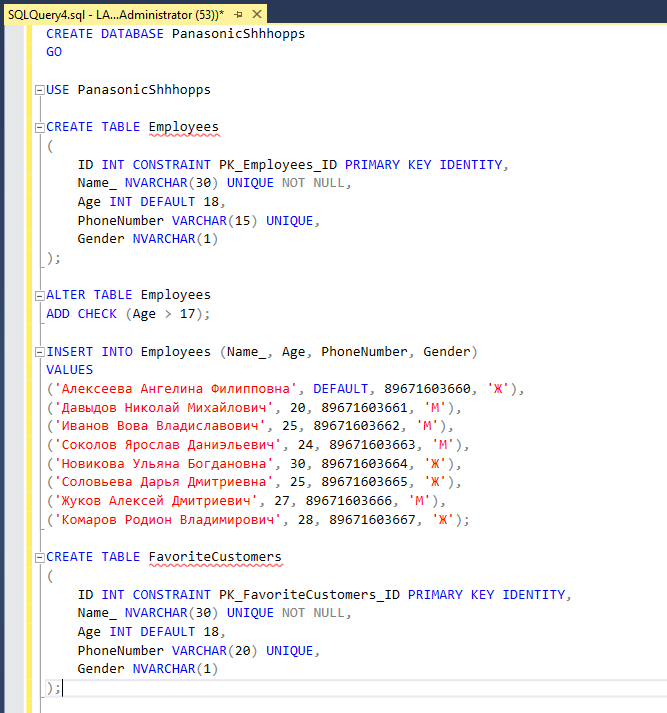 SQLQuery4.sql - LA...Administrator (53))*
CREATE DATABASE PanasonicShhhopps
GO
USE PanasonicShhhopps
CREATE TABLE Employees
(
ID INT CONSTRAINT PK_Employees_ID PRIMARY KEY IDENTITY,
Name_ NVARCHAR(30) UNIQUE NOT NULL,
Age INT DEFAULT 18,
PhoneNumber VARCHAR(15) UNIQUE,
Gender NVARCHAR(1)
);
ALTER TABLE Employees
ADD CHECK (Age > 17);
INSERT INTO Employees (Name_, Age, PhoneNumber, Gender)
VALUES
('Алексеева Ангелина Филипповна', DEFAULT, 89671603660, 'Ж'),
('Давыдов Николай Михайлович', 20, 89671603661, 'М'),
('Иванов Вова Владиславович', 25, 89671603662, 'М'),
('Соколов Ярослав Даниэльевич', 24, 89671603663, 'М'),
('Новикова Ульяна Богдановна', 30, 89671603664, 'Ж'),
('Соловьева Дарья Дмитриевна', 25, 89671603665, 'Ж'),
('Жуков Алексей Дмитриевич', 27, 89671603666, 'М'),
('Комаров Родион Владимирович', 28, 89671603667, 'Ж');
CREATE TABLE FavoriteCustomers
(
ID INT CONSTRAINT PK_FavoriteCustomers_ID PRIMARY KEY IDENTITY,
Name_ NVARCHAR(30) UNIQUE NOT NULL,
Age INT DEFAULT 18,
PhoneNumber VARCHAR(20) UNIQUE,
Gender NVARCHAR(1)
);